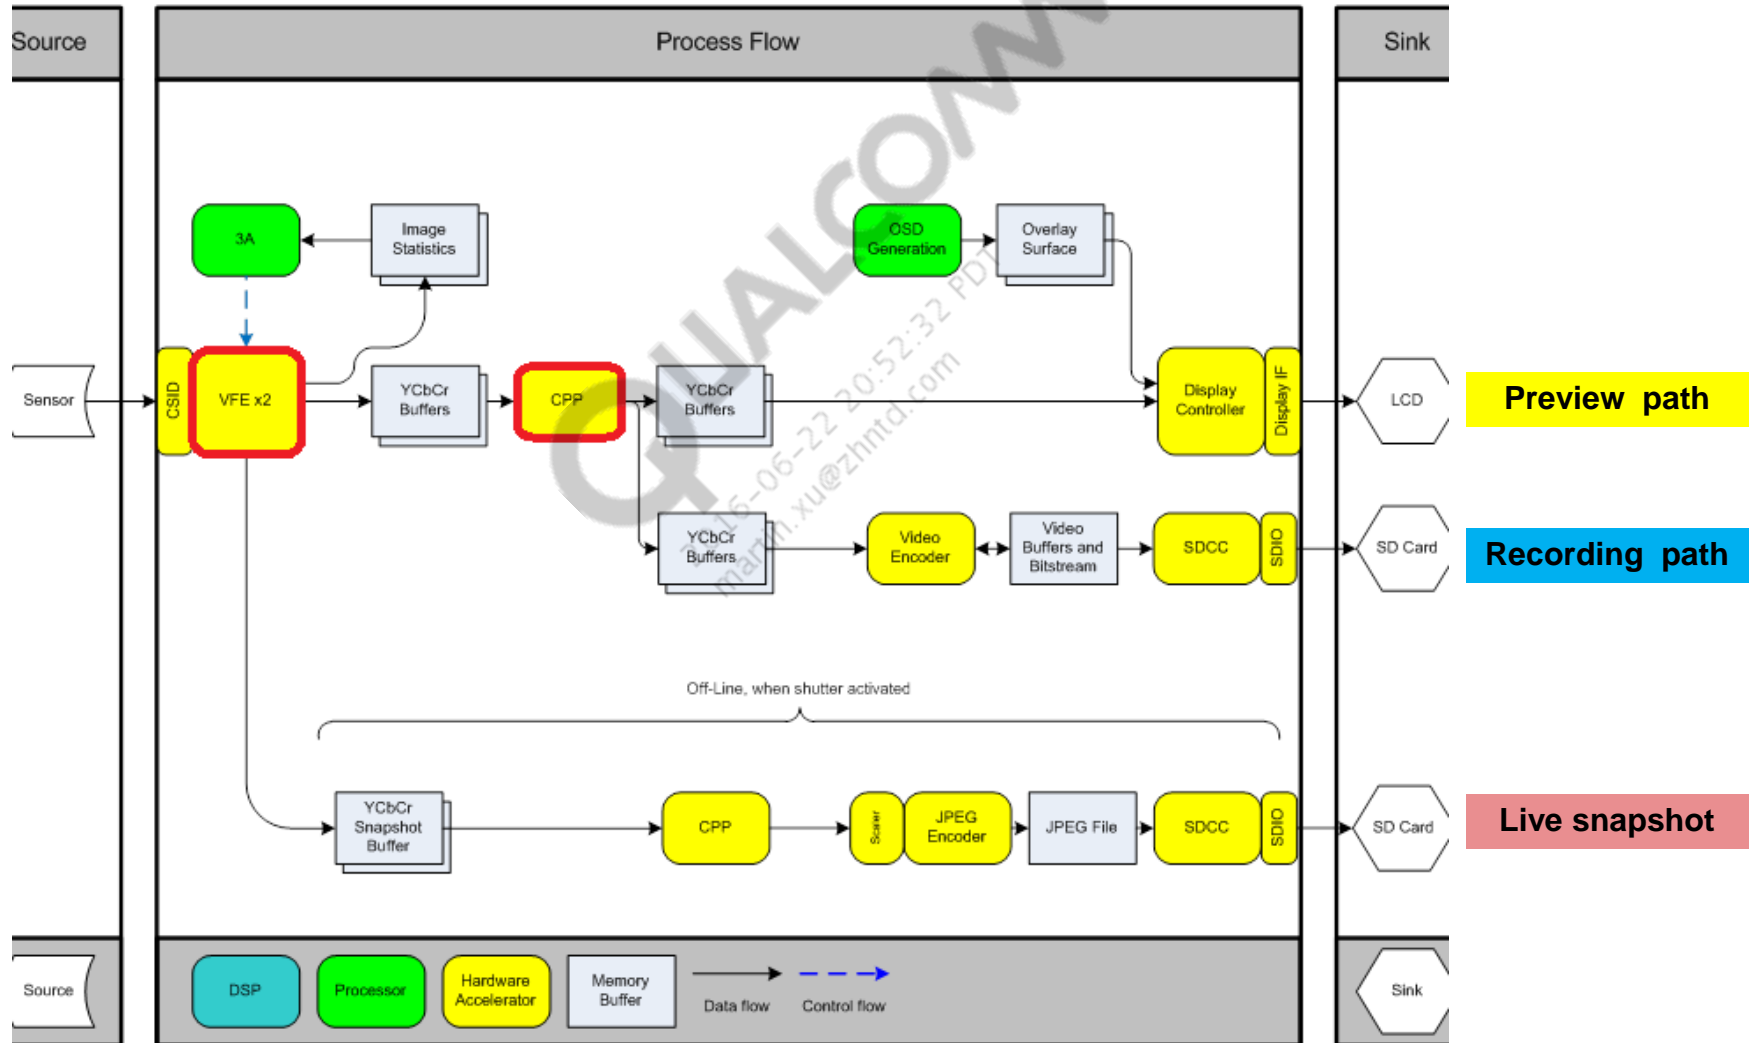 Source
Process Flow
Sink
QUALCOMM
2016-06-22 20:52:32 PDT
martin.xu@zhntd.com
3A
Image
Statistics
OSD
Generation
Overlay
Surface
Sensor
CSID
VFE x2
YCbCr
Buffers
CPP
YCbCr
Buffers
Display
Controller
Display IF
LCD
Preview path
YCbCr
Buffers
Video
Encoder
Video
Buffers and
Bitstream
SDCC
SDIO
SD Card
Recording path
Off-Line, when shutter activated
YCbCr
Snapshot
Buffer
CPP
Scaler
JPEG
Encoder
JPEG File
SDCC
SDIO
SD Card
Live snapshot
Source
DSP
Processor
Hardware
Accelerator
Memory
Buffer
Data flow
Control flow
Sink